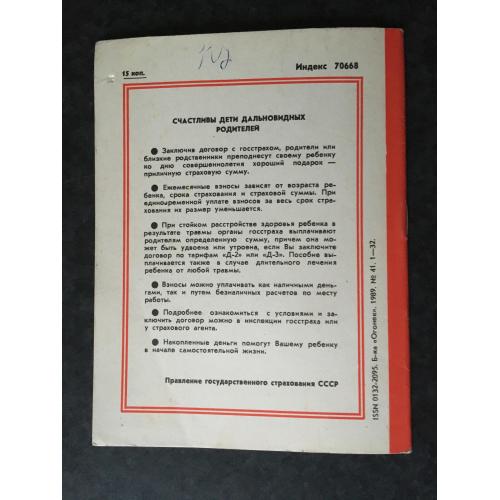 15 коп.
Индекс 70668
СЧАСТЛИВЫ ДЕТИ ДАЛЬНОВИДНЫХ
РОДИТЕЛЕЙ
● Заключив договор с госстрахом, родители или
близкие родственники преподнесут своему ребенку
ко дню совершеннолетия хороший подарок —
приличную страховую сумму.
● Ежемесячные взносы зависят от возраста ре-
бенка, срока страхования и страховой суммы. При
единовременной уплате взносов за весь срок стра-
хования их размер уменьшается.
● При стойком расстройстве здоровья ребенка в
результате травмы органы госстраха выплачивают
родителям определенную сумму, причем она мо-
жет быть удвоена или утроена, если Вы заключите
договор по тарифам «Д-2» или «Д-3». Пособие вы-
плачивается также в случае длительного лечения
ребенка от любой травмы.
● Взносы можно уплачивать как наличными день-
гами, так и путем безналичных расчетов по месту
работы.
● Подробнее ознакомиться с условиями и за-
ключить договор можно в инспекции госстраха или
у страхового агента.
● Накопленные деньги помогут Вашему ребенку
в начале самостоятельной жизни.
Правление государственного страхования СССР
ISSN 0132-2095. Б-ка «Огонек». 1989. № 41. 1—32.